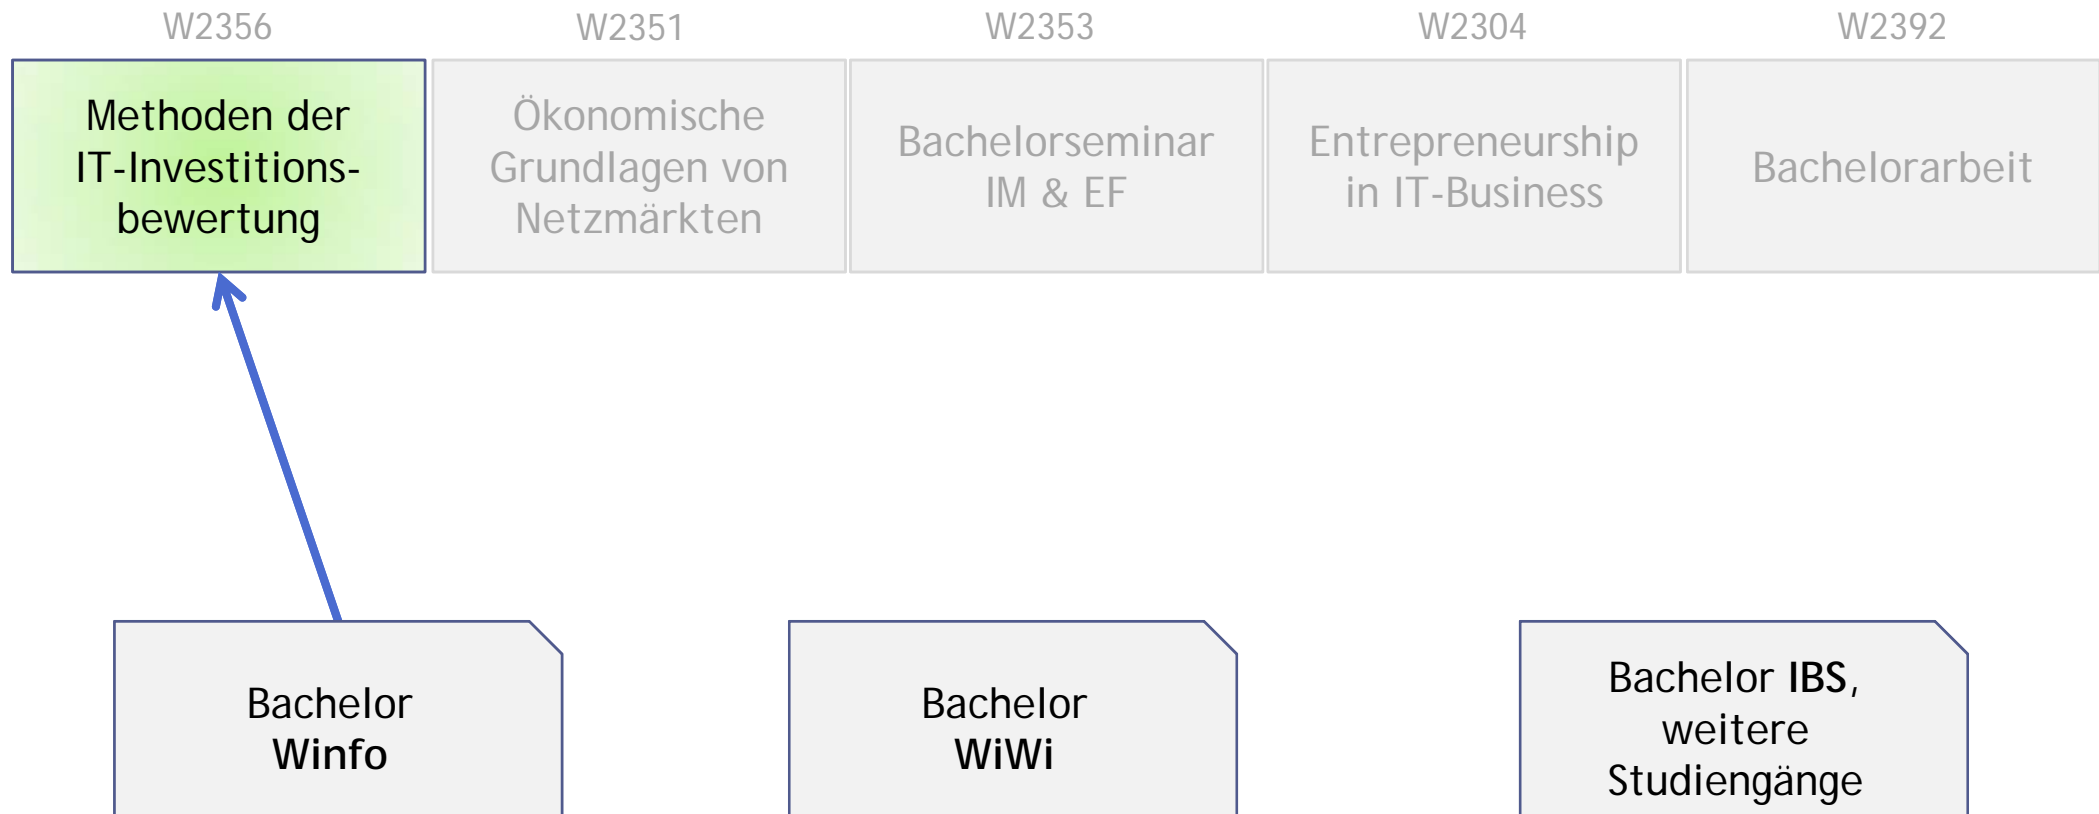 W2356
W2351
W2353
W2304
W2392
Methoden der
IT-Investitions-
bewertung
Ökonomische
Grundlagen von
Netzmärkten
Bachelorseminar
IM & EF
Entrepreneurship
in IT-Business
Bachelorarbeit
Bachelor
Winfo
Bachelor
WiWi
Bachelor IBS,
weitere
Studiengänge